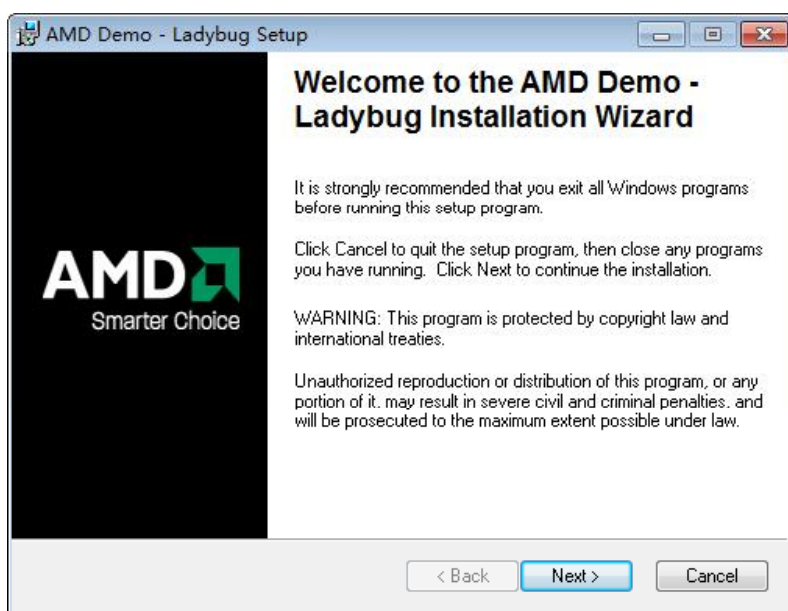 AMD Demo - Ladybug Setup
Welcome to the AMD Demo -
Ladybug Installation Wizard
It is strongly recommended that you exit all Windows programs
before running this setup program.
Click Cancel to quit the setup program, then close any programs
you have running.  Click Next to continue the installation.
WARNING: This program is protected by copyright law and
international treaties.
Unauthorized reproduction or distribution of this program, or any
portion of it, may result in severe civil and criminal penalties, and
will be prosecuted to the maximum extent possible under law.
AMD
Smarter Choice
< Back
Next >
Cancel